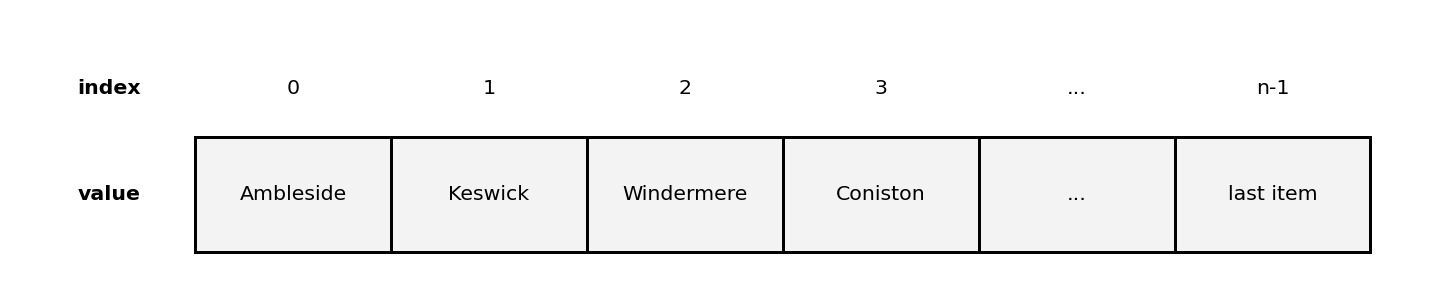 index 0 1 2 3 ... n-1
value Ambleside Keswick Windermere Coniston ... last item